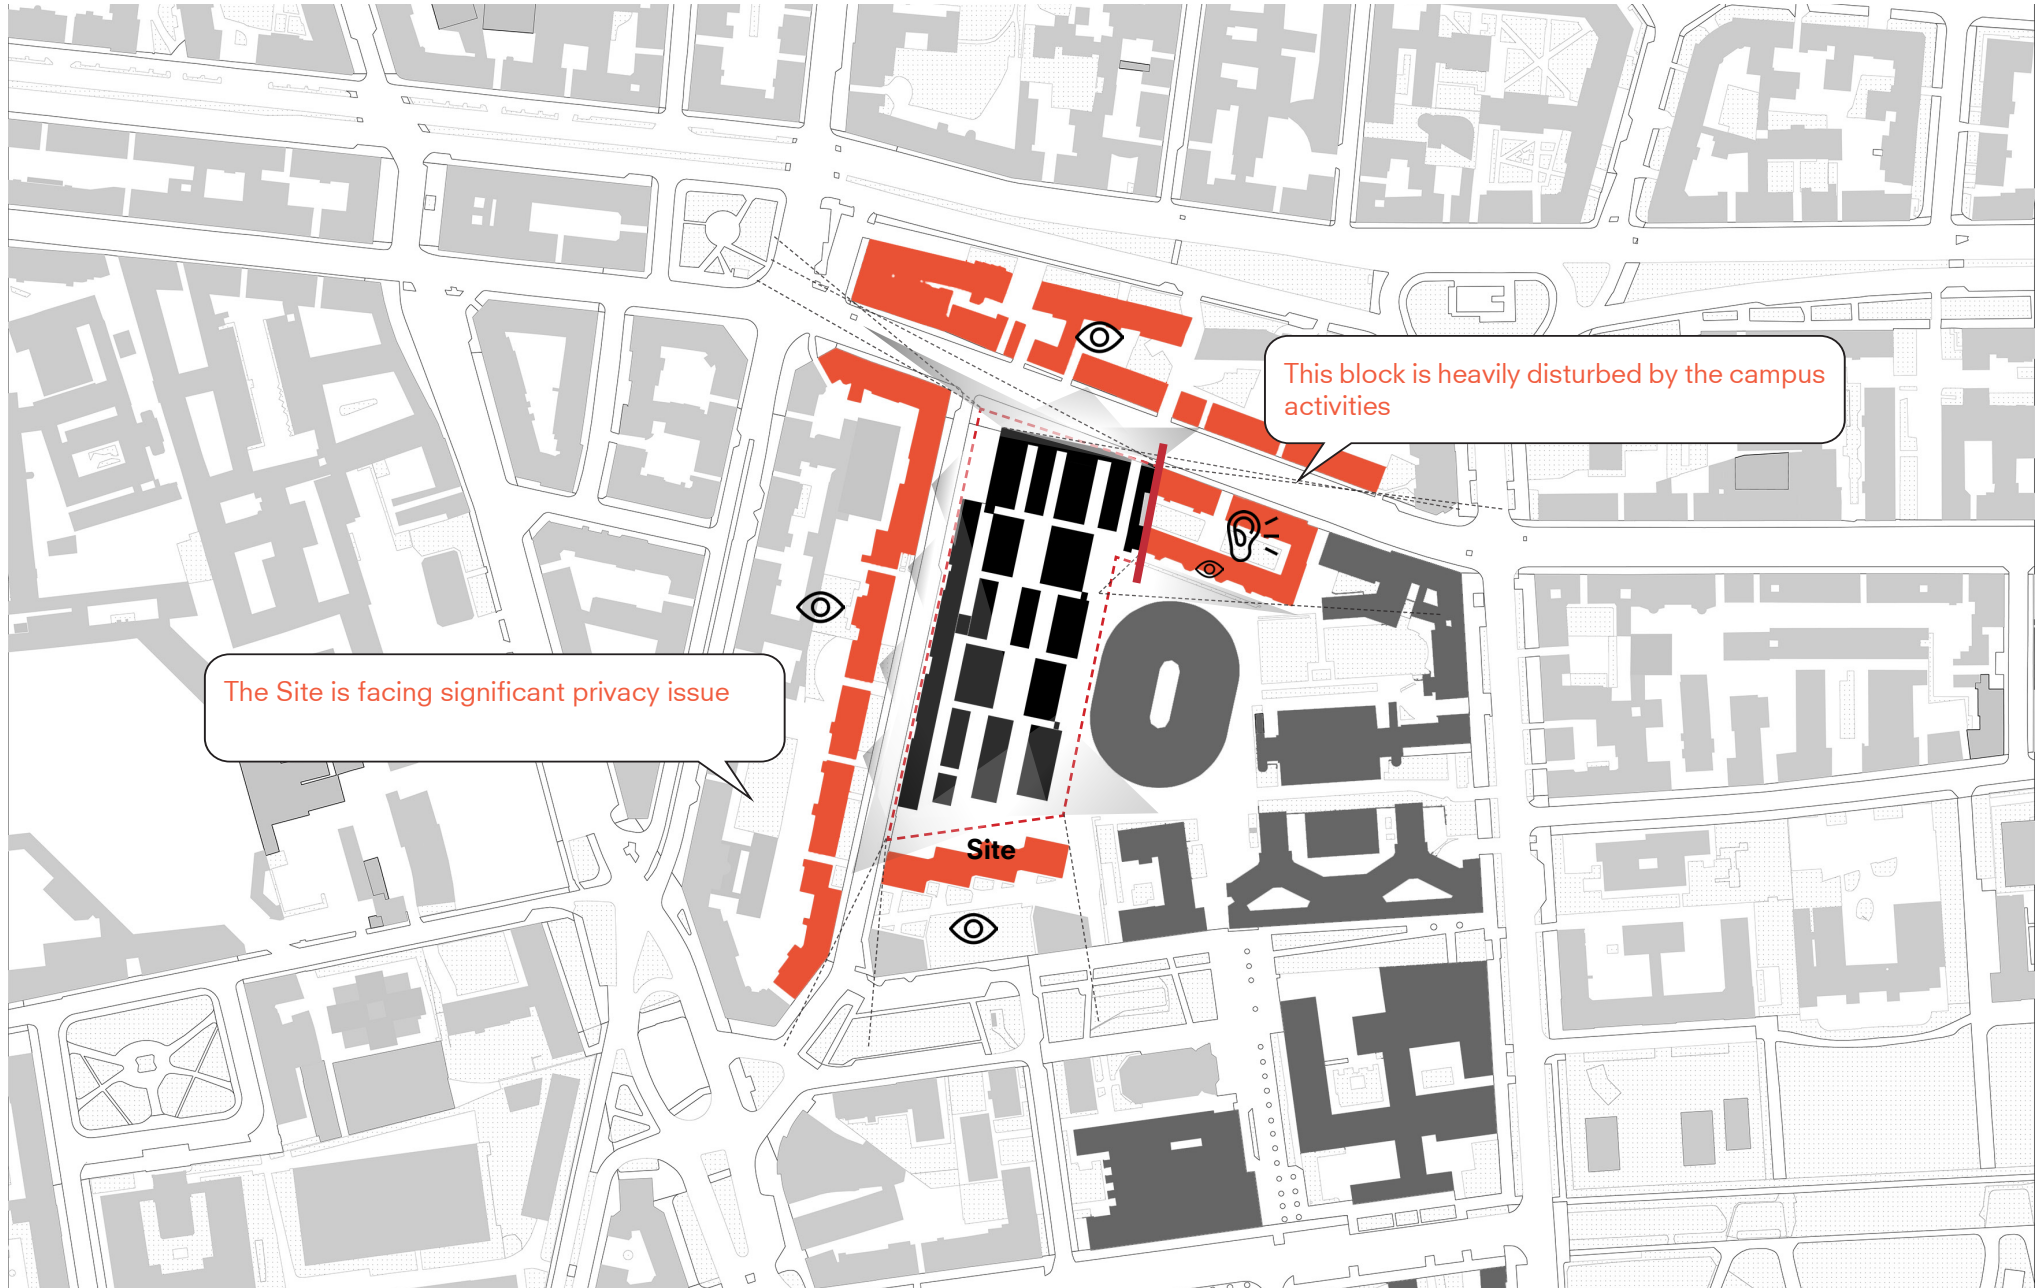 This block is heavily disturbed by the campus
activities
The Site is facing significant privacy issue
Site